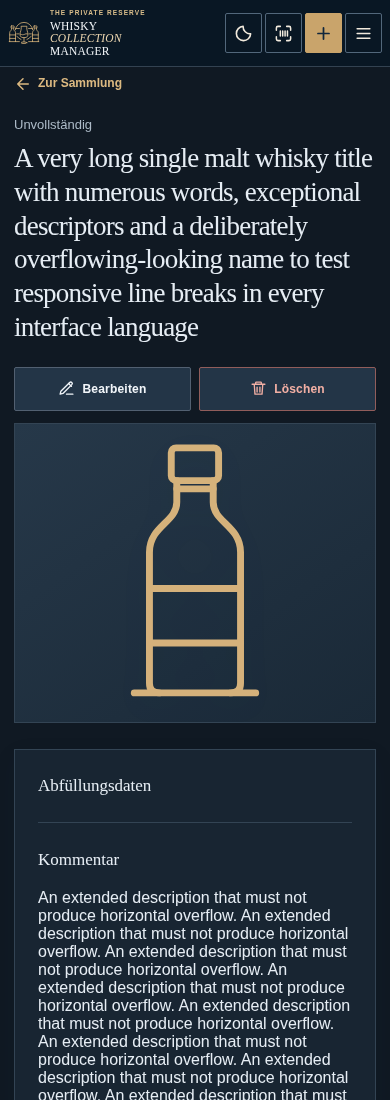 THE PRIVATE RESERVE
WHISKY
COLLECTION
MANAGER
Zur Sammlung
Unvollständig
A very long single malt whisky title
with numerous words, exceptional
descriptors and a deliberately
overflowing-looking name to test
responsive line breaks in every
interface language
Bearbeiten
Löschen
Abfüllungsdaten
Kommentar
An extended description that must not
produce horizontal overflow. An extended
description that must not produce horizontal
overflow. An extended description that must
not produce horizontal overflow. An
extended description that must not produce
horizontal overflow. An extended description
that must not produce horizontal overflow.
An extended description that must not
produce horizontal overflow. An extended
description that must not produce horizontal
overflow. An extended description that must